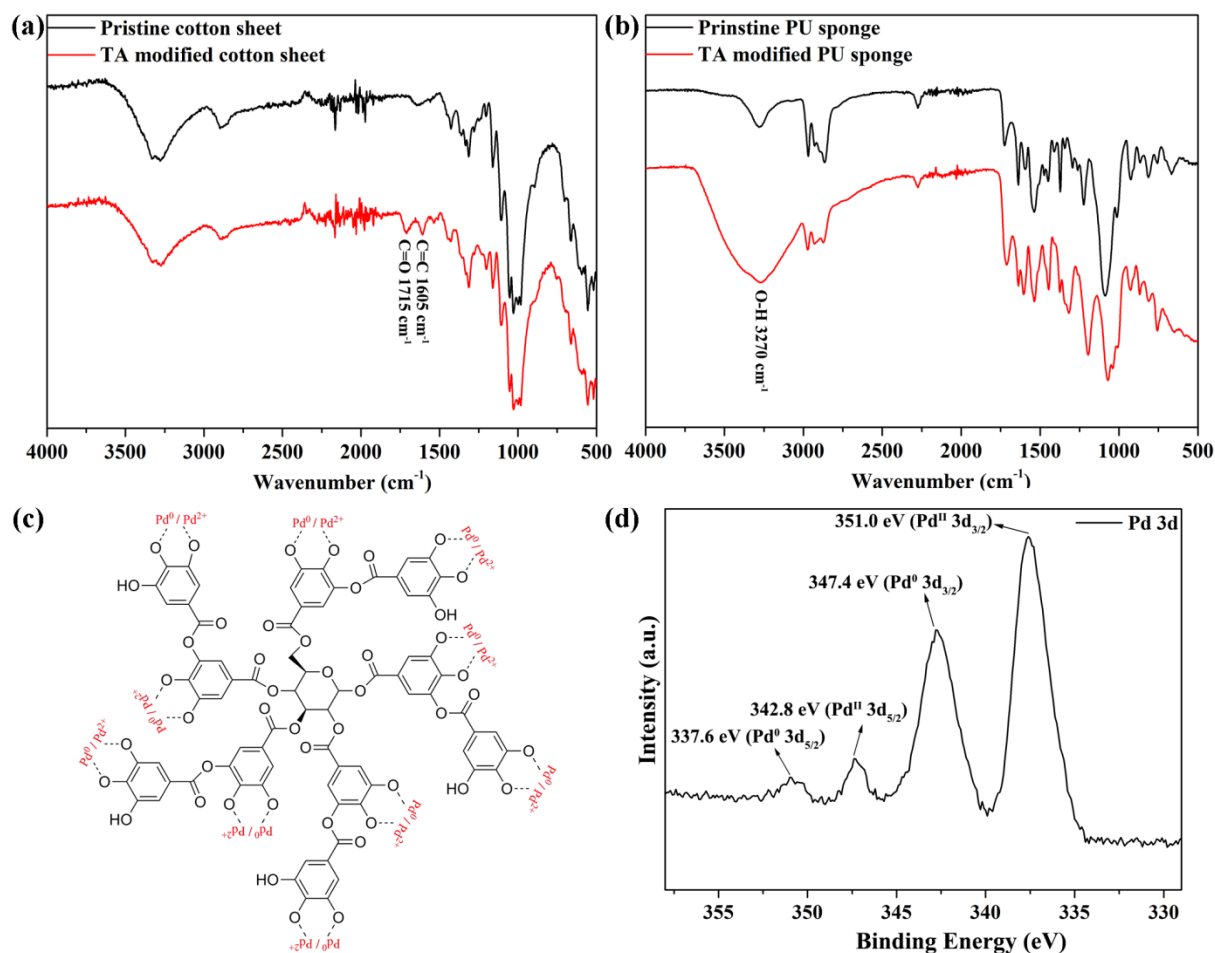 (a)
Pristine cotton sheet
TA modified cotton sheet
C=O 1715 cm⁻¹
C=C 1605 cm⁻¹
4000 3500 3000 2500 2000 1500 1000 500
Wavenumber (cm⁻¹)
(b)
Prinstine PU sponge
TA modified PU sponge
O-H 3270 cm⁻¹
4000 3500 3000 2500 2000 1500 1000 500
Wavenumber (cm⁻¹)
(c)
Pd⁰ / Pd²⁺
Pd⁰ / Pd²⁺
Pd⁰ / Pd²⁺
O O
O O
O
O
HO
O
O
O
OH
O
O
O
Pd⁰ / Pd²⁺
O
O
O
O
O
O
O
O
O
O
O
Pd⁰ / Pd²⁺
O
O
O
O
O
O
Pd⁰ / Pd²⁺
O
O
O
O
O
O
O
O
HO
Pd⁰ / Pd²⁺
HO
O
O
O
O
Pd⁰ / Pd²⁺
Pd⁰ / Pd²⁺
O
O
HO
O
O
Pd⁰ / Pd²⁺
(d)
Pd 3d
351.0 eV (Pdᴵᴵ 3d₃/₂)
347.4 eV (Pd⁰ 3d₃/₂)
342.8 eV (Pdᴵᴵ 3d₅/₂)
337.6 eV (Pd⁰ 3d₅/₂)
Intensity (a.u.)
355 350 345 340 335 330
Binding Energy (eV)